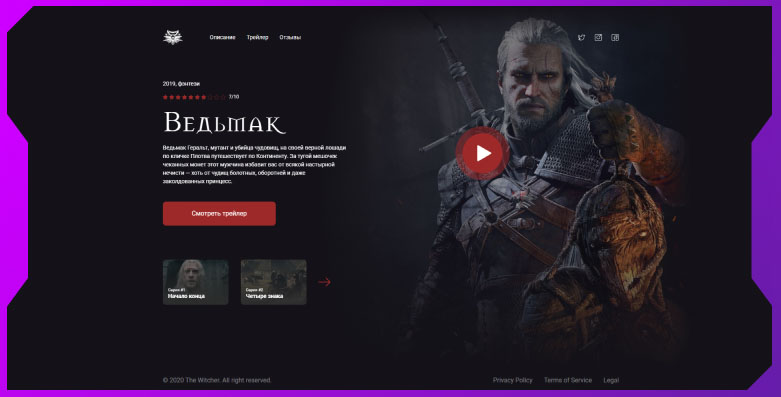 Описание Трейлер Отзывы
2019, фэнтези
7/10
Ведьмак
Ведьмак Геральт, мутант и убийца чудовищ, на своей верной лошади
по кличке Плотва путешествует по Континенту. За тугой мешочек
чеканных монет этот мужчина избавит вас от всякой настырной
нечисти — хоть от чудищ болотных, оборотней и даже
заколдованных принцесс.
Смотреть трейлер
Серия #1
Начало конца
Серия #2
Четыре знака
© 2020 The Witcher. All right reserved.
Privacy Policy Terms of Service Legal